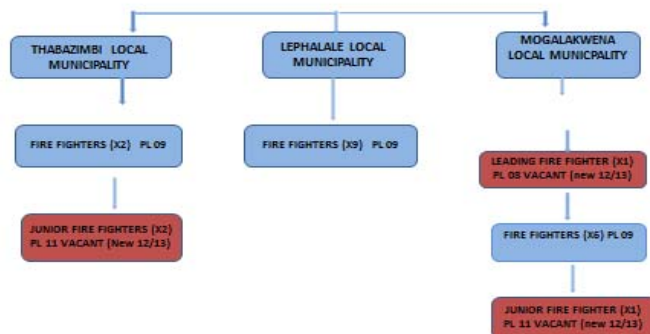 THABAZIMBI LOCAL
MUNICIPALITY
LEPHALALE LOCAL
MUNICIPALITY
MOGALAKWENA
LOCAL MUNICPALITY
FIRE FIGHTERS (X2) PL 09
FIRE FIGHTERS (X9) PL 09
LEADING FIRE FIGHTER (X1)
PL 08 VACANT (new 12/13)
JUNIOR FIRE FIGHTERS (X2)
PL 11 VACANT (New 12/13)
FIRE FIGHTERS (X6) PL 09
JUNIOR FIRE FIGHTER (X1)
PL 11 VACANT (new 12/13)